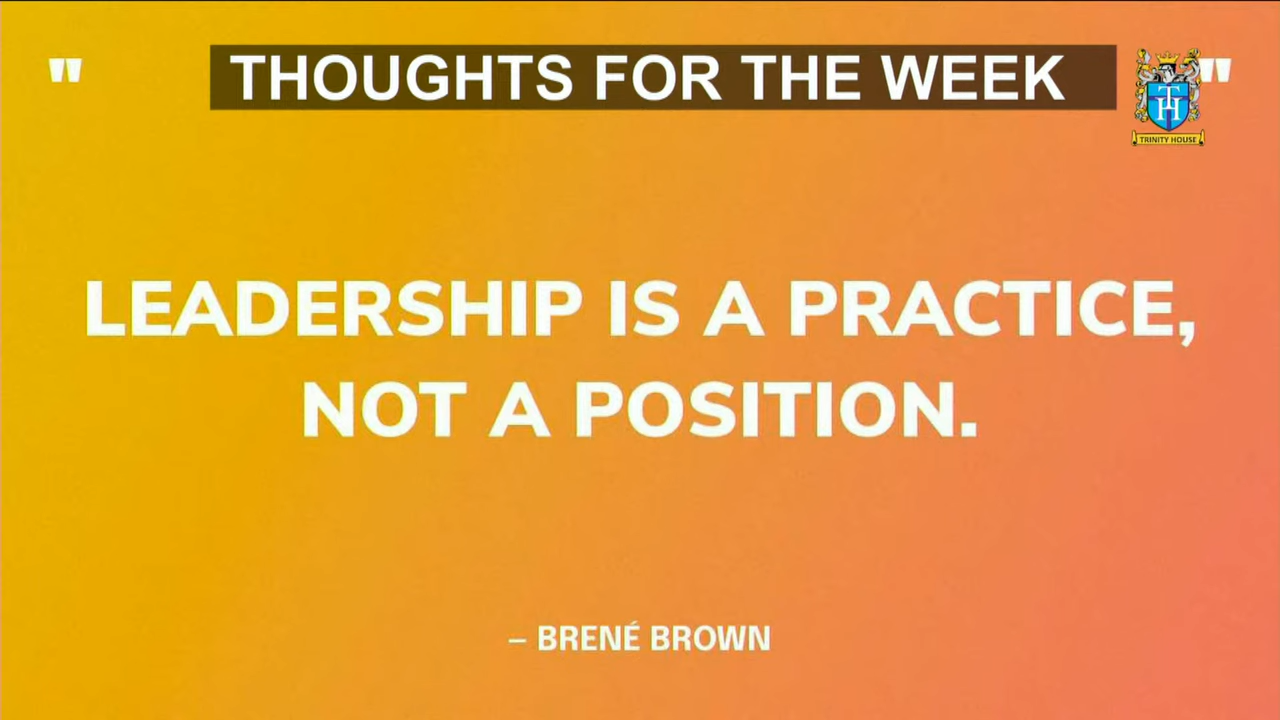 "
THOUGHTS FOR THE WEEK
"
TRINITY HOUSE
LEADERSHIP IS A PRACTICE,
NOT A POSITION.
– BRENÉ BROWN